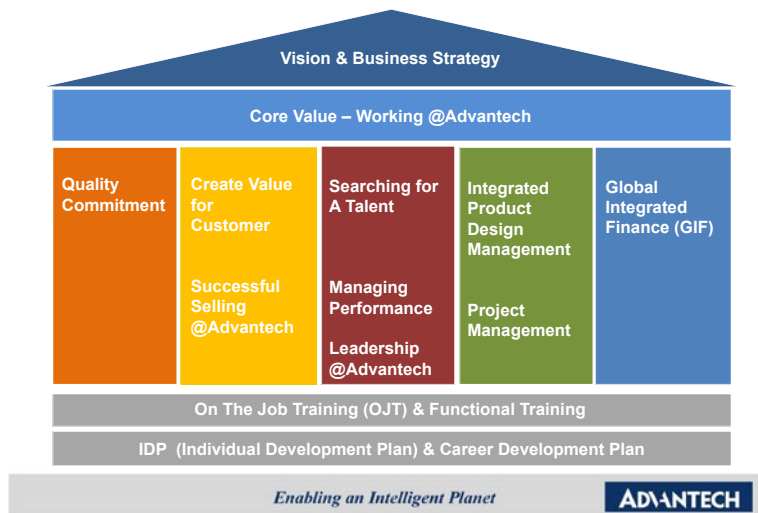 Vision & Business Strategy
Core Value – Working @Advantech
Quality
Commitment
Create Value
for
Customer
Successful
Selling
@Advantech
Searching for
A Talent
Managing
Performance
Leadership
@Advantech
Integrated
Product
Design
Management
Project
Management
Global
Integrated
Finance (GIF)
On The Job Training (OJT) & Functional Training
IDP (Individual Development Plan) & Career Development Plan
Enabling an Intelligent Planet
ADVANTECH